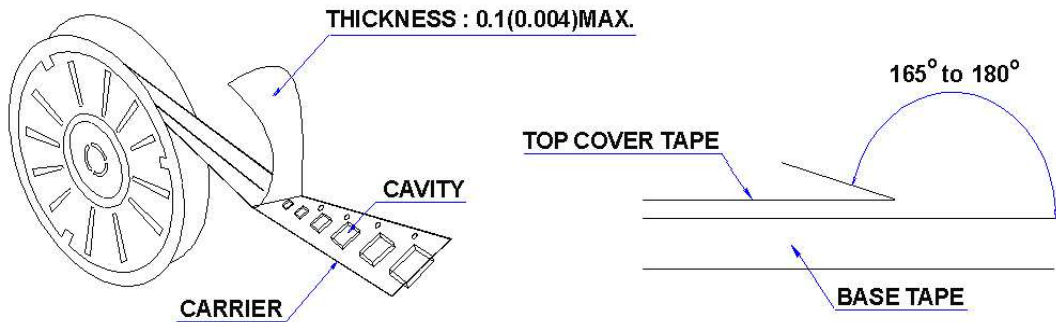 THICKNESS : 0.1(0.004)MAX.
165° to 180°
TOP COVER TAPE
CAVITY
CARRIER
BASE TAPE